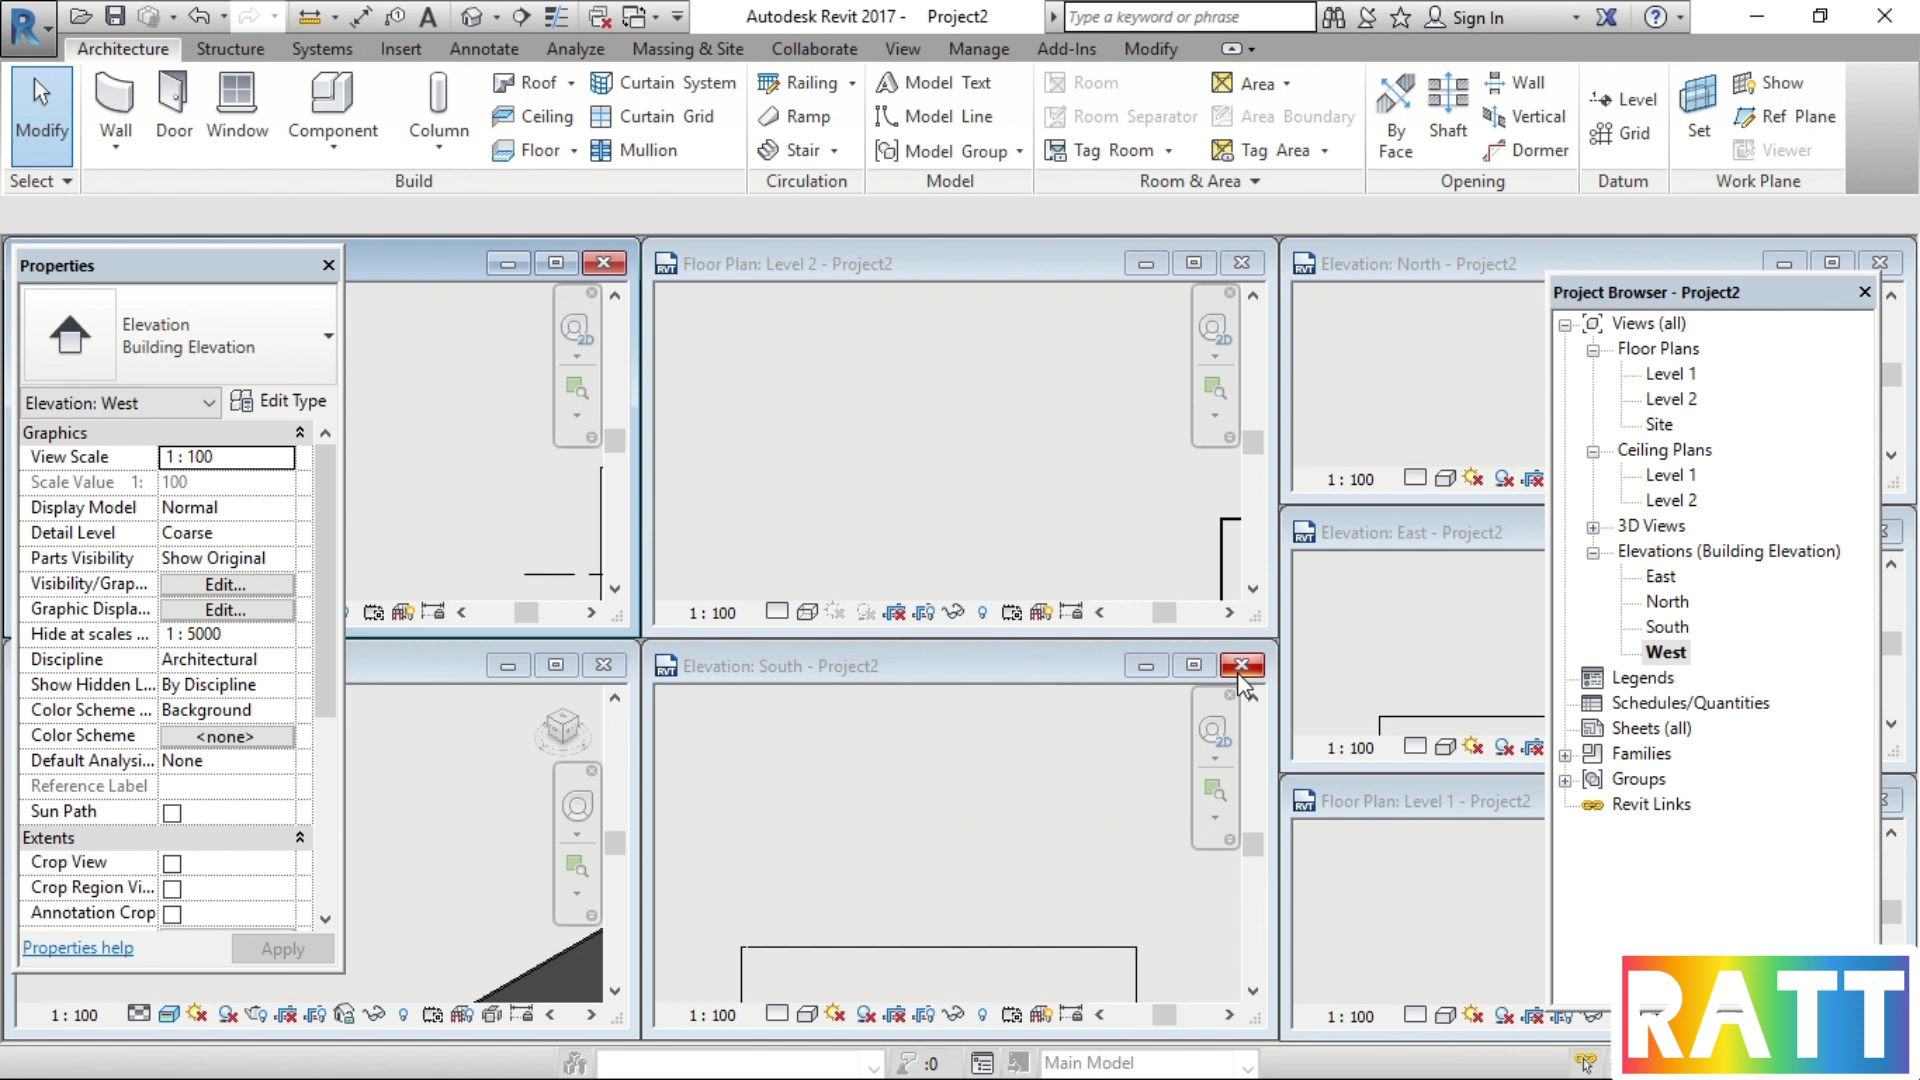 Autodesk Revit 2017 - Project2
Type a keyword or phrase
Sign In
Architecture Structure Systems Insert Annotate Analyze Massing & Site Collaborate View Manage Add-Ins Modify
Modify
Wall
Door
Window
Component
Column
Roof
Ceiling
Floor
Curtain System
Curtain Grid
Mullion
Railing
Ramp
Stair
Model Text
Model Line
Model Group
Room
Room Separator
Tag Room
Area
Area Boundary
Tag Area
By Face
Shaft
Wall
Vertical
Dormer
Level
Grid
Set
Show
Ref Plane
Viewer
Select Build Circulation Model Room & Area Opening Datum Work Plane
Properties
Elevation
Building Elevation
Elevation: West
Edit Type
Graphics
View Scale 1 : 100
Scale Value 1: 100
Display Model Normal
Detail Level Coarse
Parts Visibility Show Original
Visibility/Grap... Edit...
Graphic Displa... Edit...
Hide at scales ... 1 : 5000
Discipline Architectural
Show Hidden L... By Discipline
Color Scheme ... Background
Color Scheme <none>
Default Analysi... None
Reference Label
Sun Path
Extents
Crop View
Crop Region Vi...
Annotation Crop
Properties help
Apply
1 : 100
Floor Plan: Level 2 - Project2
2D
2D
1 : 100
Elevation: South - Project2
2D
1 : 100
Elevation: North - Project2
1 : 100
Elevation: East - Project2
1 : 100
Floor Plan: Level 1 - Project2
1 : 100
Project Browser - Project2
Views (all)
Floor Plans
Level 1
Level 2
Site
Ceiling Plans
Level 1
Level 2
3D Views
Elevations (Building Elevation)
East
North
South
West
Legends
Schedules/Quantities
Sheets (all)
Families
Groups
Revit Links
:0
Main Model
RATT